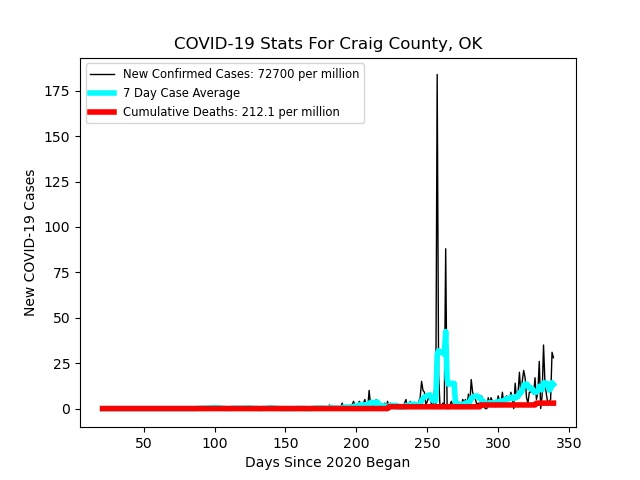 COVID-19 Stats For Craig County, OK
New Confirmed Cases: 72700 per million
7 Day Case Average
Cumulative Deaths: 212.1 per million
New COVID-19 Cases
175
150
125
100
75
50
25
0
50
100
150
200
250
300
350
Days Since 2020 Began